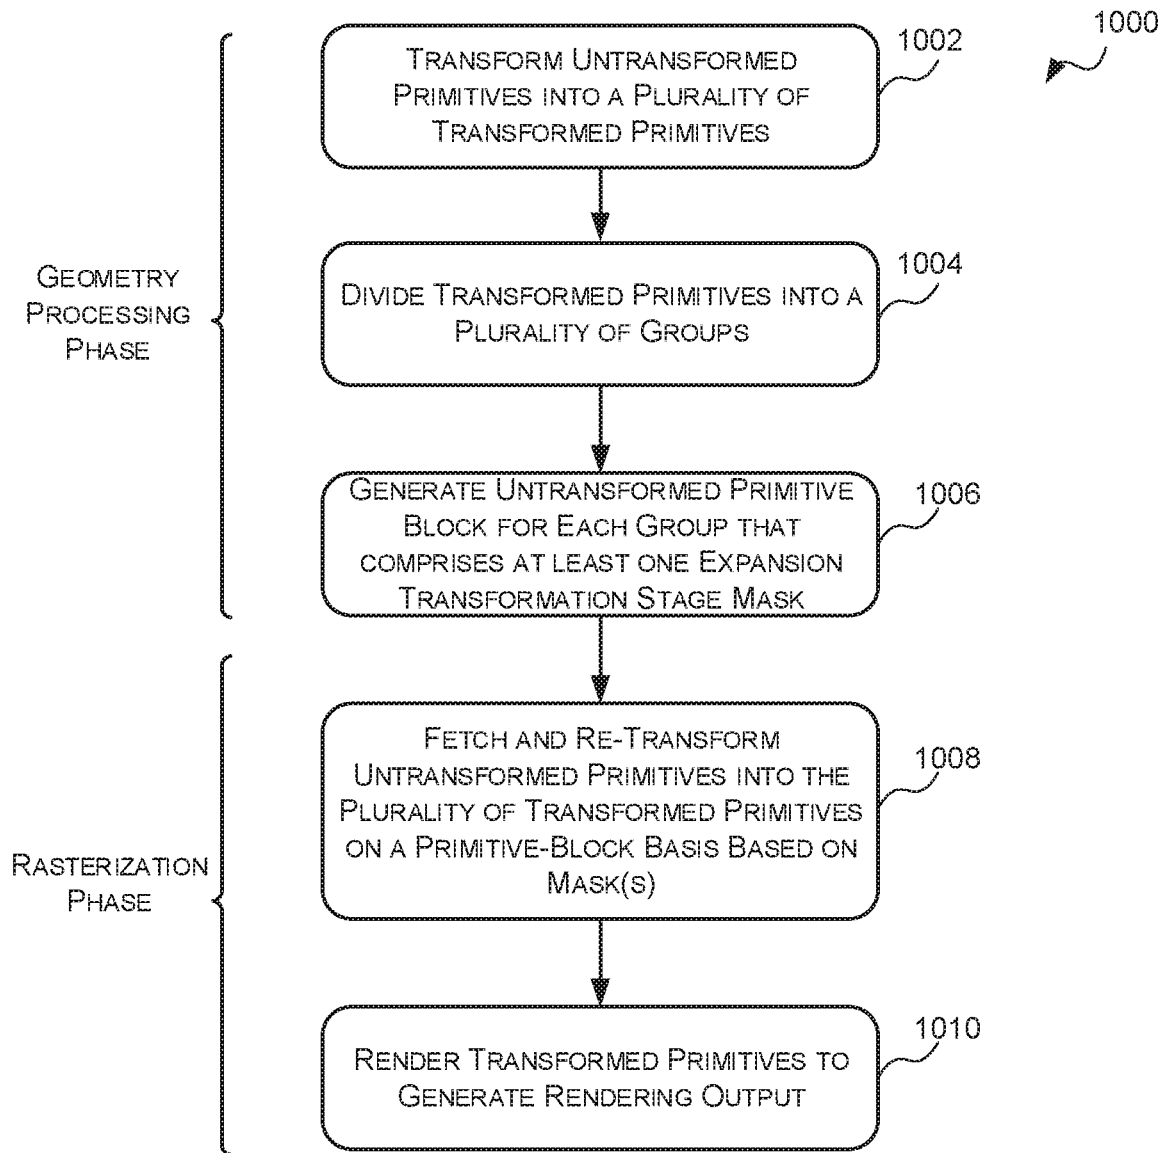 1000
1002
TRANSFORM UNTRANSFORMED
PRIMITIVES INTO A PLURALITY OF
TRANSFORMED PRIMITIVES
1004
DIVIDE TRANSFORMED PRIMITIVES INTO A
PLURALITY OF GROUPS
GEOMETRY
PROCESSING
PHASE
1006
GENERATE UNTRANSFORMED PRIMITIVE
BLOCK FOR EACH GROUP THAT
COMPRISES AT LEAST ONE EXPANSION
TRANSFORMATION STAGE MASK
1008
FETCH AND RE-TRANSFORM
UNTRANSFORMED PRIMITIVES INTO THE
PLURALITY OF TRANSFORMED PRIMITIVES
ON A PRIMITIVE-BLOCK BASIS BASED ON
MASK(S)
RASTERIZATION
PHASE
1010
RENDER TRANSFORMED PRIMITIVES TO
GENERATE RENDERING OUTPUT